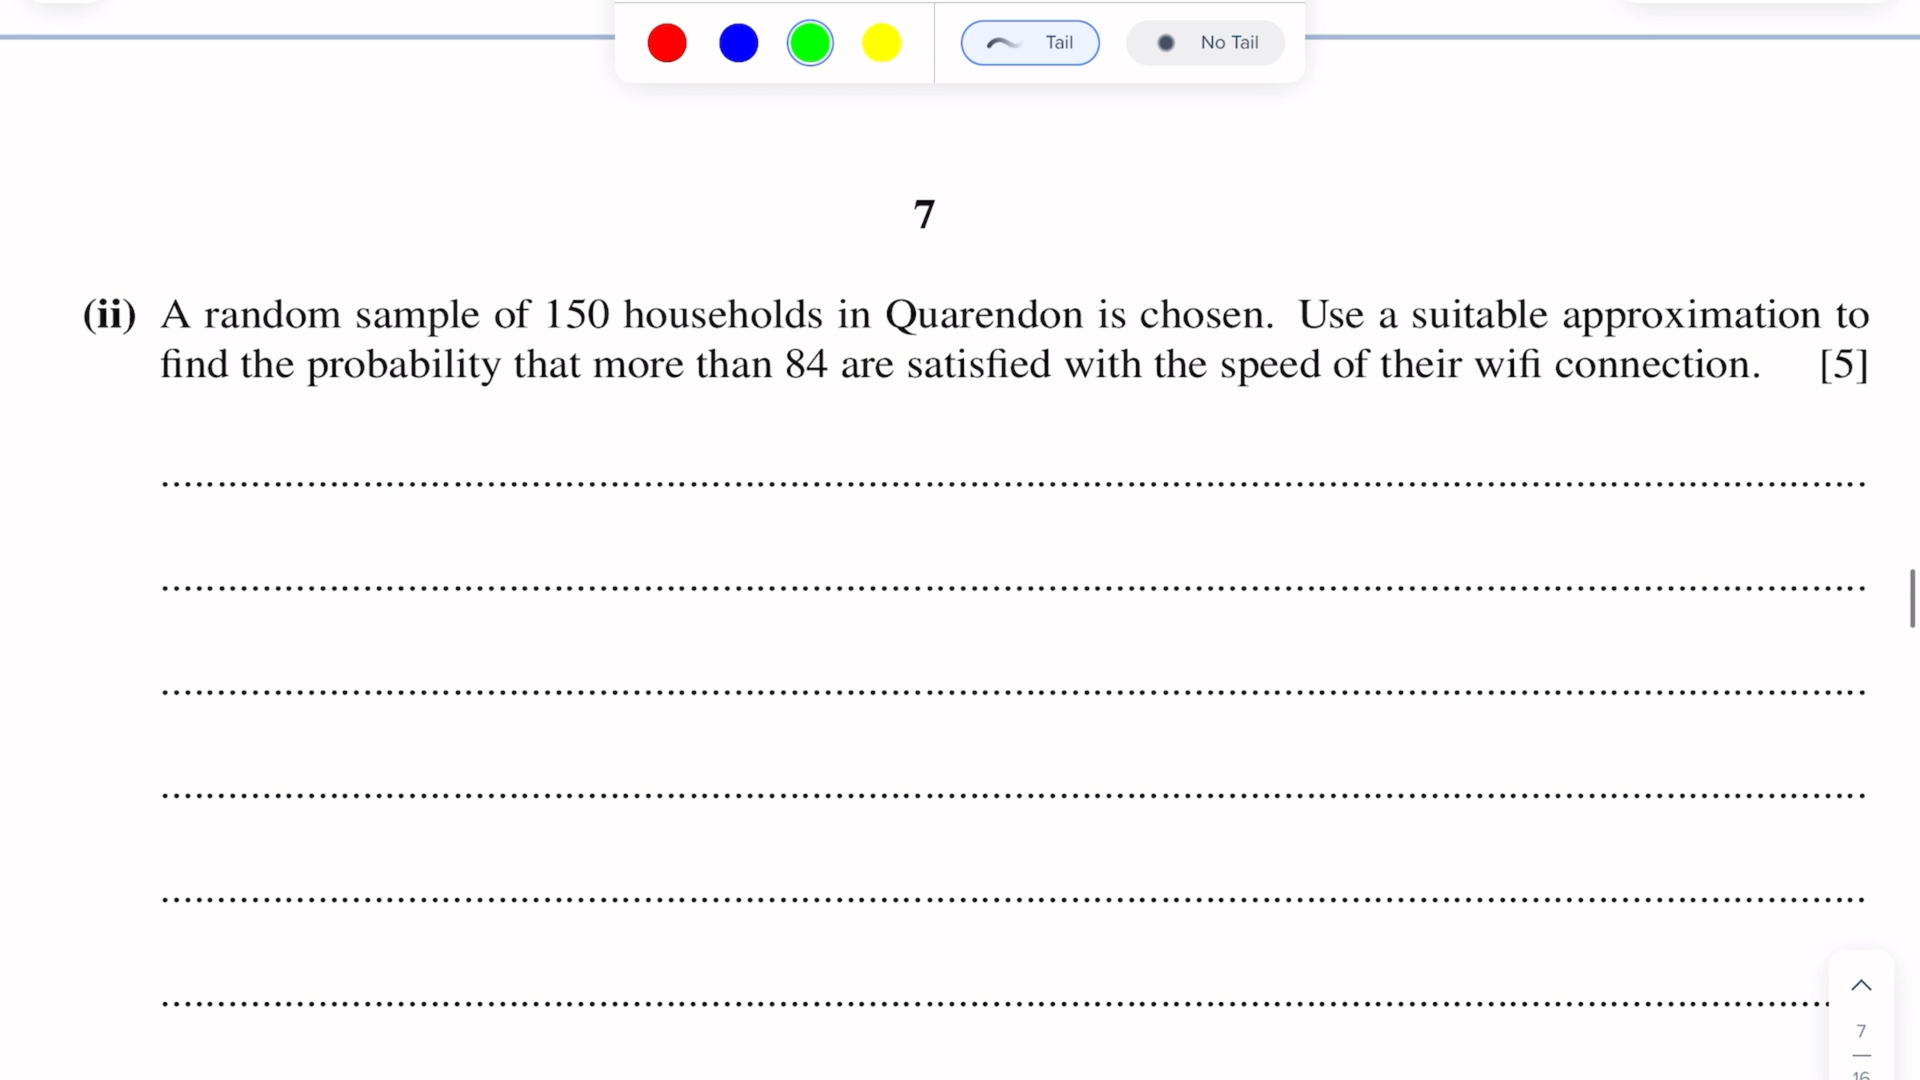 Tail
No Tail
7
(ii) A random sample of 150 households in Quarendon is chosen. Use a suitable approximation to
find the probability that more than 84 are satisfied with the speed of their wifi connection. [5]
................................................................................
................................................................................
................................................................................
................................................................................
................................................................................
................................................................................
7
16